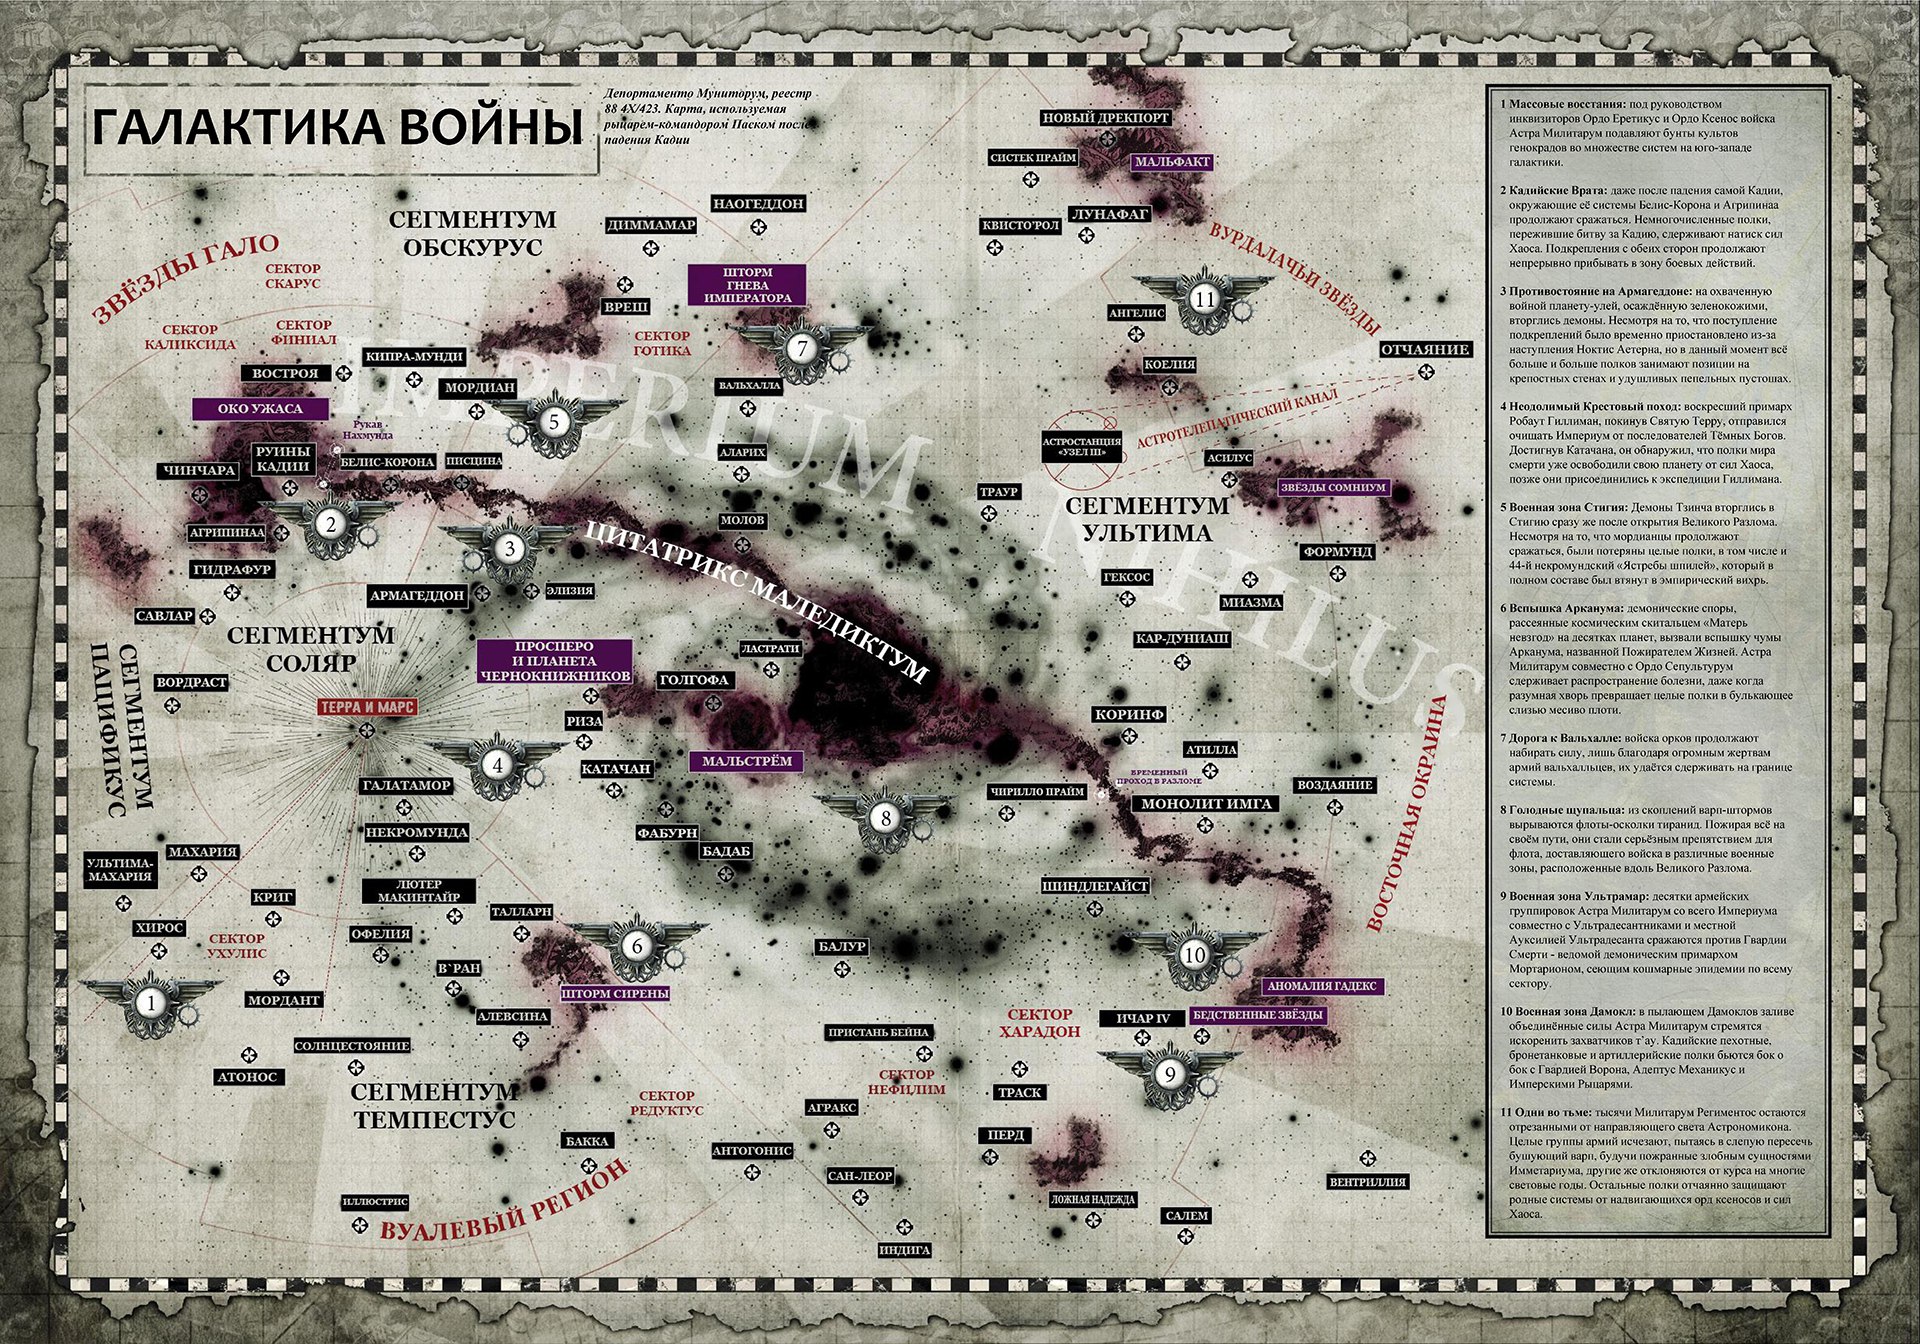 ГАЛАКТИКА ВОЙНЫ
Депортаменто Муниторум, реестр
88 4X/423. Карта, используемая
рыцарем-командором Паском после
падения Кадии
СЕГМЕНТУМ
ОБСКУРУС
ЗВЁЗДЫ ГАЛО
СЕКТОР
СКАРУС
СЕКТОР
КАЛИКСИДА
СЕКТОР
ФИНИАЛ
ДИММАМАР
НАОГЕДДОН
ШТОРМ
ГНЕВА
ИМПЕРАТОРА
ВРЕШ
СЕКТОР
ГОТИКА
7
КИПРА-МУНДИ
ВОСТРОЯ
МОРДИАН
ВАЛЬХАЛЛА
IMPERIUM NIHILUS
5
ОКО УЖАСА
Рукав
Нахмунда
РУИНЫ
КАДИИ
ЧИНЧАРА
БЕЛИС-КОРОНА
ПИСЦИНА
АЛАРИХ
АГРИПИНАА
2
3
МОЛОВ
ЦИТАТРИКС МАЛЕДИКТУМ
ГИДРАФУР
АРМАГЕДДОН
ЭЛИЗИЯ
САВЛАР
СЕГМЕНТУМ
СОЛЯР
СЕГМЕНТУМ
ПАЦИФИКУС
ВОРДРАСТ
ТЕРРА И МАРС
ПРОСПЕРО
И ПЛАНЕТА
ЧЕРНОКНИЖНИКОВ
ЛАСТРАТИ
ГОЛГОФА
РИЗА
МАЛЬСТРЁМ
4
КАТАЧАН
ГАЛАТАМОР
НЕКРОМУНДА
ФАБУРН
БАДАБ
8
МАХАРИЯ
УЛЬТИМА-
МАХАРИЯ
КРИГ
ЛЮТЕР
МАКИНТАЙР
ТАЛЛАРН
ХИРОС
СЕКТОР
УХУЛИС
ОФЕЛИЯ
6
БАЛУР
В`РАН
ШТОРМ СИРЕНЫ
1
МОРДАНТ
АЛЕВСИНА
СОЛНЦЕСТОЯНИЕ
АТОНОС
СЕГМЕНТУМ
ТЕМПЕСТУС
СЕКТОР
РЕДУКТУС
ПРИСТАНЬ БЕЙНА
СЕКТОР
НЕФИЛИМ
АГРАКС
БАККА
АНТОГОНИС
САН-ЛЕОР
ИЛЛЮСТРИС
ВУАЛЕВЫЙ РЕГИОН
ИНДИГА
НОВЫЙ ДРЕКПОРТ
СИСТЕК ПРАЙМ
МАЛЬФАКТ
КВИСТО'РОЛ
ЛУНАФАГ
ВУРДАЛАЧЬИ ЗВЁЗДЫ
11
АНГЕЛИС
ОТЧАЯНИЕ
КОЕЛИЯ
АСТРОТЕЛЕПАТИЧЕСКИЙ КАНАЛ
АСТРОСТАНЦИЯ
«УЗЕЛ III»
АСИЛУС
ЗВЁЗДЫ СОМНИУМ
ТРАУР
СЕГМЕНТУМ
УЛЬТИМА
ФОРМУНД
ГЕКСОС
МИАЗМА
КАР-ДУНИАШ
КОРИНФ
АТИЛЛА
ВРЕМЕННЫЙ
ПРОХОД В РАЗЛОМЕ
ЧИРИЛЛО ПРАЙМ
МОНОЛИТ ИМГА
ВОЗДАЯНИЕ
ВОСТОЧНАЯ ОКРАИНА
ШИНДЛЕГАЙСТ
10
АНОМАЛИЯ ГАДЕКС
СЕКТОР
ХАРАДОН
ИЧАР IV
БЕДСТВЕННЫЕ ЗВЁЗДЫ
9
ТРАСК
ПЕРД
ЛОЖНАЯ НАДЕЖДА
САЛЕМ
ВЕНТРИЛЛИЯ
1 Массовые восстания: под руководством
инквизиторов Ордо Еретикус и Ордо Ксенос войска
Астра Милитарум подавляют бунты культов
генокрадов во множестве систем на юго-западе
галактики.
2 Кадийские Врата: даже после падения самой Кадии,
окружающие её системы Белис-Корона и Агрипинаа
продолжают сражаться. Немногочисленные полки,
пережившие битву за Кадию, сдерживают натиск сил
Хаоса. Подкрепления с обеих сторон продолжают
непрерывно прибывать в зону боевых действий.
3 Противостояние на Армагеддоне: на охваченную
войной планету-улей, осаждённую зеленокожими,
вторглись демоны. Несмотря на то, что поступление
подкреплений было временно приостановлено из-за
наступления Ноктис Аетерна, но в данный момент всё
больше и больше полков занимают позиции на
крепостных стенах и удушливых пепельных пустошах.
4 Неодолимый Крестовый поход: воскресший примарх
Робаут Гиллиман, покинув Святую Терру, отправился
очищать Империум от последователей Тёмных Богов.
Достигнув Катачана, он обнаружил, что полки мира
смерти уже освободили свою планету от сил Хаоса,
позже они присоединились к экспедиции Гиллимана.
5 Военная зона Стигия: Демоны Тзинча вторглись в
Стигию сразу же после открытия Великого Разлома.
Несмотря на то, что мордианцы продолжают
сражаться, были потеряны целые полки, в том числе и
44-й некромундский «Ястребы шпилей», который в
полном составе был втянут в эмпирический вихрь.
6 Вспышка Арканума: демонические споры,
рассеянные космическим скитальцем «Матерь
невзгод» на десятках планет, вызвали вспышку чумы
Арканума, названной Пожирателем Жизней. Астра
Милитарум совместно с Ордо Сепультурум
сдерживает распространение болезни, даже когда
разумная хворь превращает целые полки в булькающее
слизью месиво плоти.
7 Дорога к Вальхалле: войска орков продолжают
набирать силу, лишь благодаря огромным жертвам
армий вальхалльцев, их удаётся сдерживать на границе
системы.
8 Голодные щупальца: из скоплений варп-штормов
вырываются флоты-осколки тиранид. Пожирая всё на
своём пути, они стали серьёзным препятствием для
флота, доставляющего войска в различные военные
зоны, расположенные вдоль Великого Разлома.
9 Военная зона Ультрамар: десятки армейских
группировок Астра Милитарум со всего Империума
совместно с Ультрадесантниками и местной
Ауксилией Ультрадесанта сражаются против Гвардии
Смерти - ведомой демоническим примархом
Мортарионом, сеющим кошмарные эпидемии по всему
сектору.
10 Военная зона Дамокл: в пылающем Дамоклов заливе
объединённые силы Астра Милитарум стремятся
искоренить захватчиков т`ау. Кадийские пехотные,
бронетанковые и артиллерийские полки бьются бок о
бок с Гвардией Ворона, Адептус Механикус и
Имперскими Рыцарями.
11 Одни во тьме: тысячи Милитарум Региментос остаются
отрезанными от направляющего света Астрономикона.
Целые группы армий исчезают, пытаясь в слепую пересечь
бушующий варп, будучи пожранные злобным сущностями
Имматериума, другие же отклоняются от курса на многие
световые годы. Остальные полки отчаянно защищают
родные системы от надвигающихся орд ксеносов и сил
Хаоса.